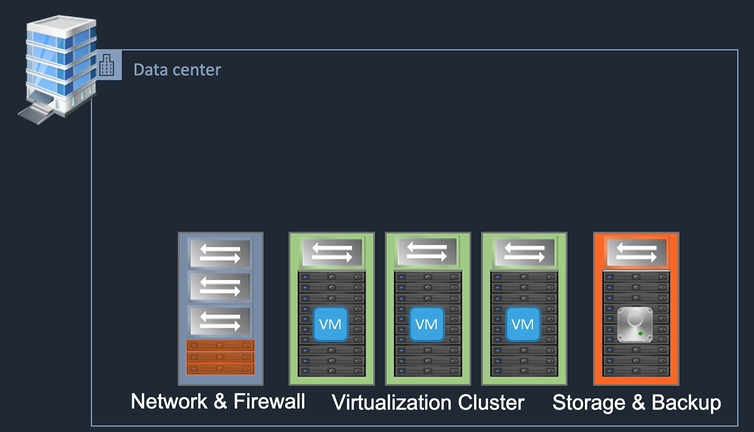 Data center
VM
VM
VM
Network & Firewall
Virtualization Cluster
Storage & Backup